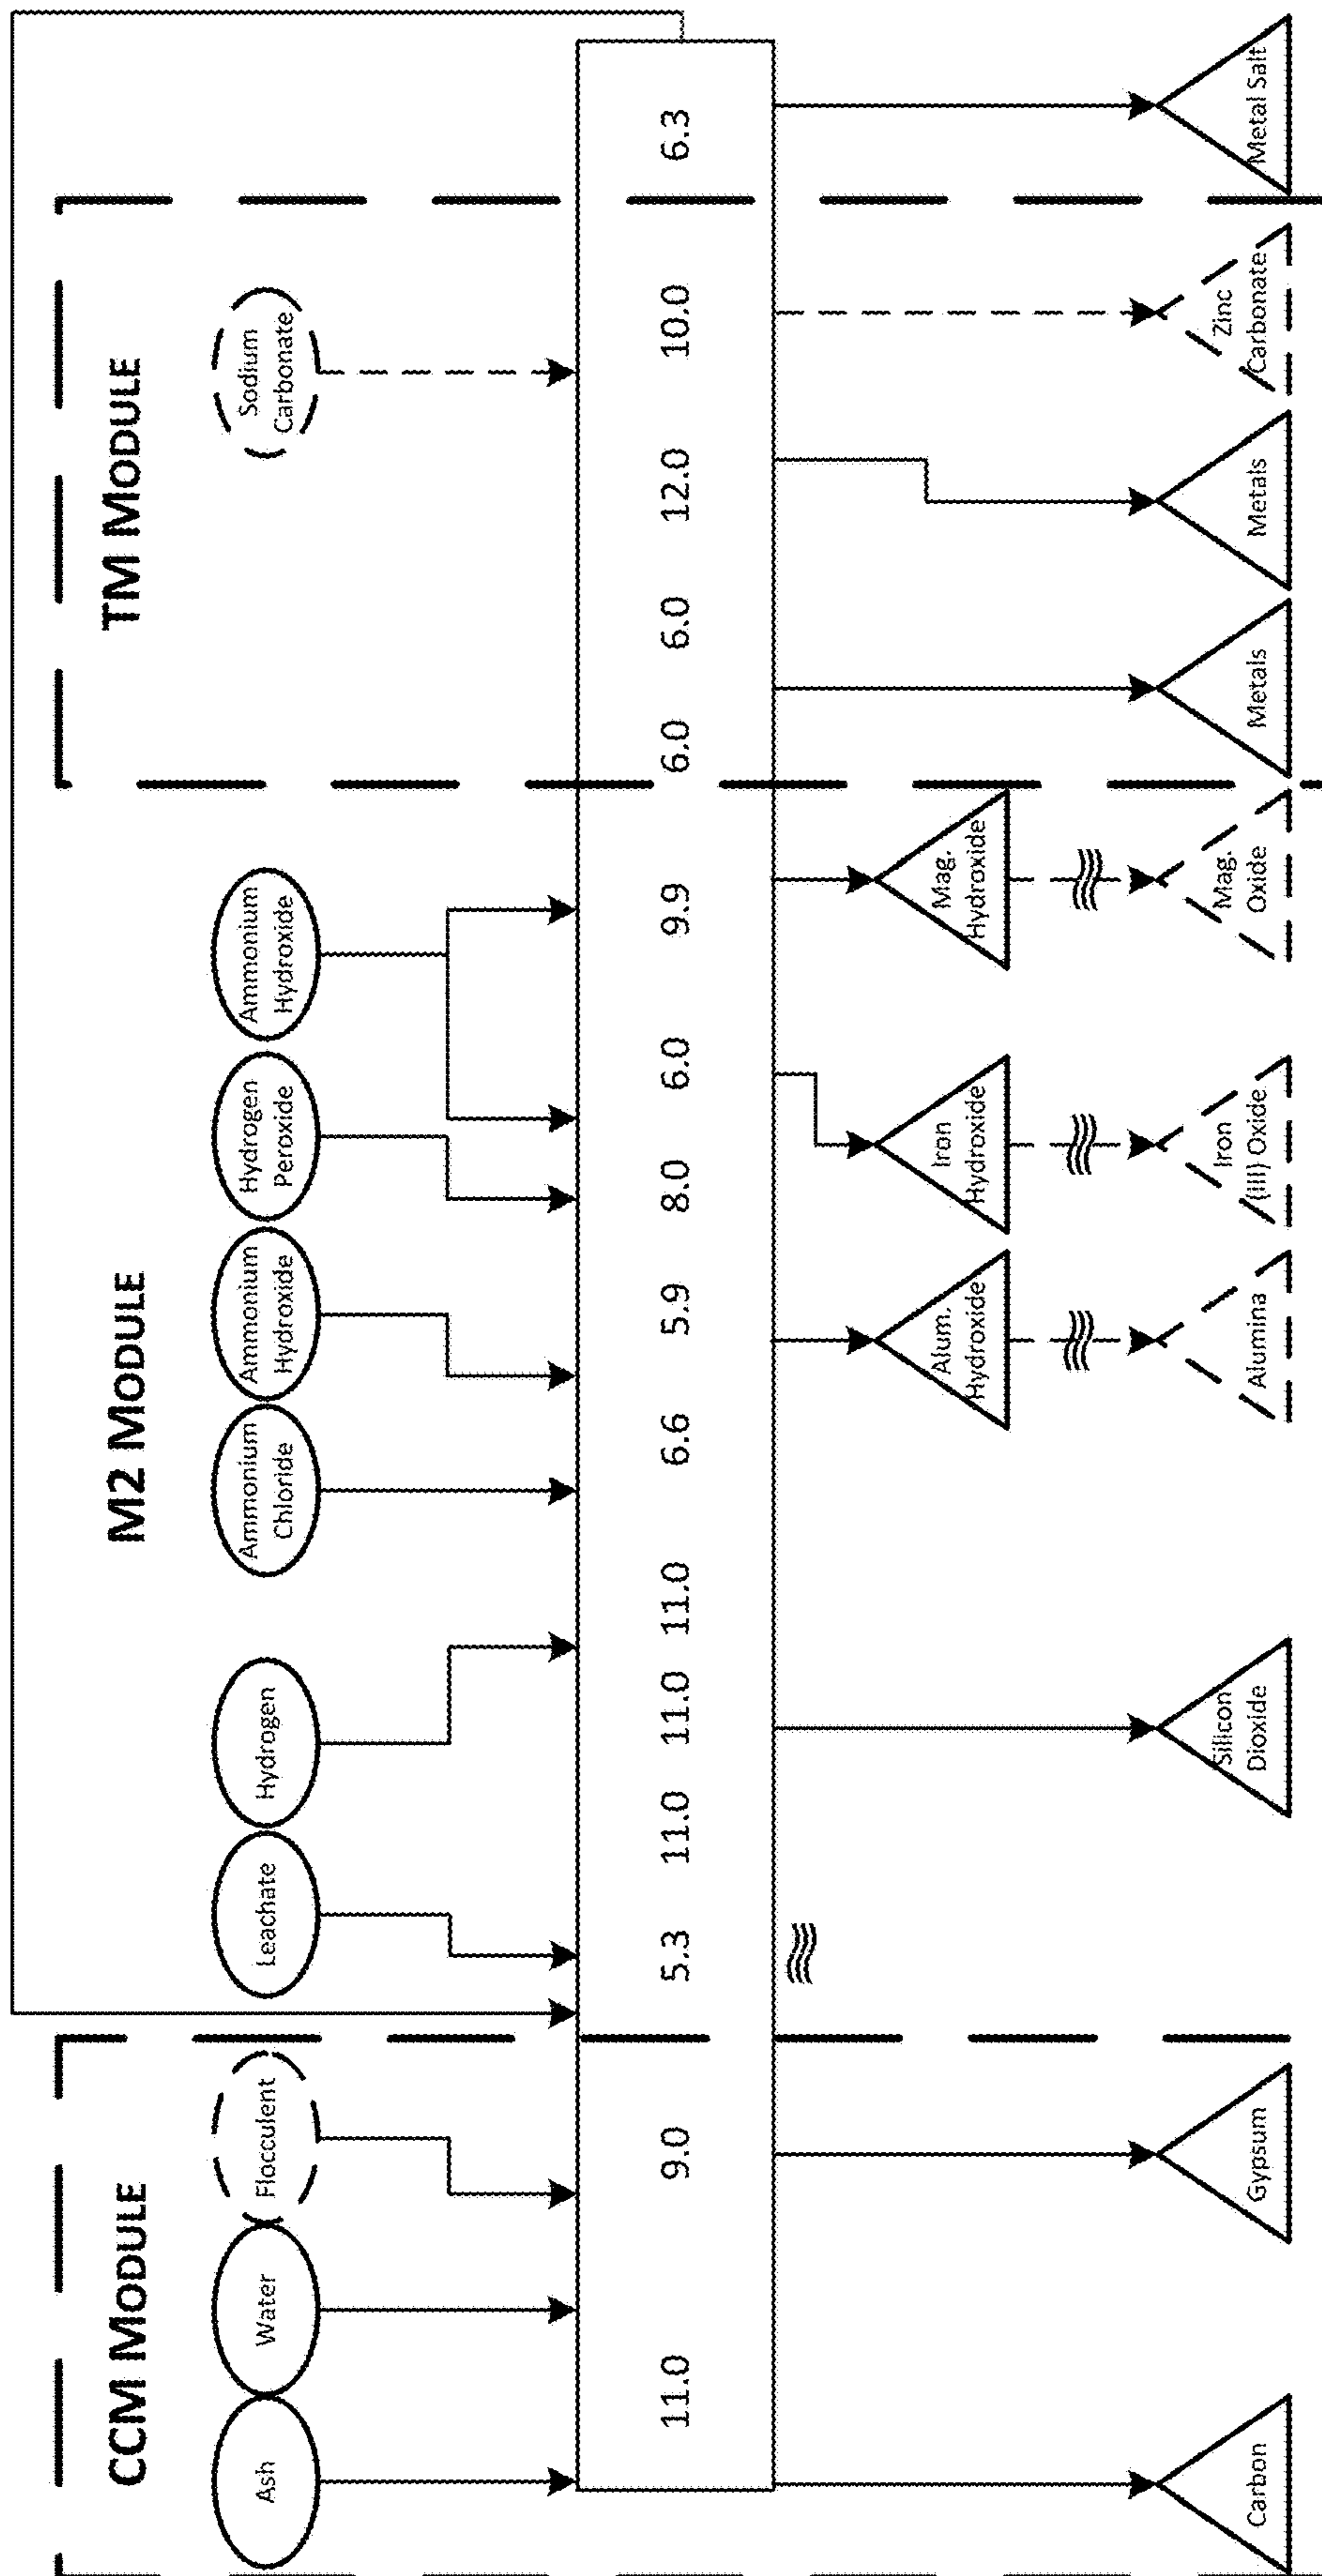 CCM MODULE
M2 MODULE
TM MODULE
Ash
Water
Flocculent
Leachate
Hydrogen
Ammonium
Chloride
Ammonium
Hydroxide
Hydrogen
Peroxide
Ammonium
Hydroxide
Sodium
Carbonate
11.0
9.0
5.3
11.0
11.0
11.0
6.6
5.9
8.0
6.0
9.9
6.0
6.0
12.0
10.0
6.3
Alum.
Hydroxide
Iron
Hydroxide
Mag.
Hydroxide
Carbon
Gypsum
Silicon
Dioxide
Alumina
Iron
(III) Oxide
Mag.
Oxide
Metals
Metals
Zinc
Carbonate
Metal Salt